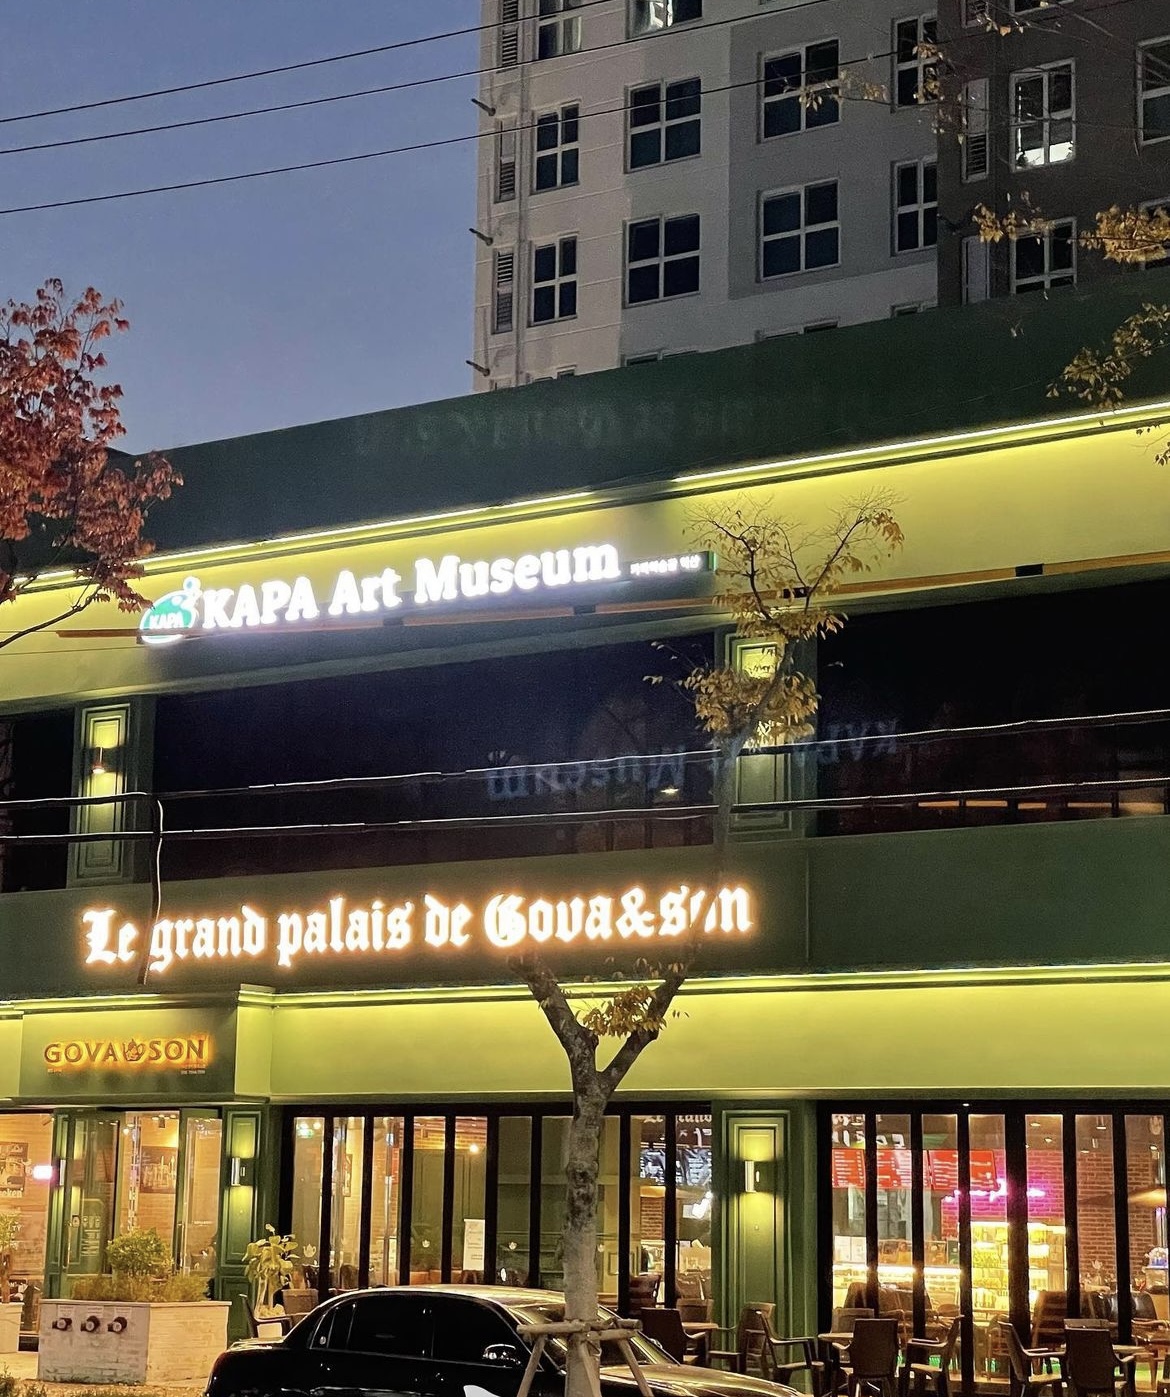 KAPA
KAPA Art Museum
Le grand palais de Gova&son
GOVA SON